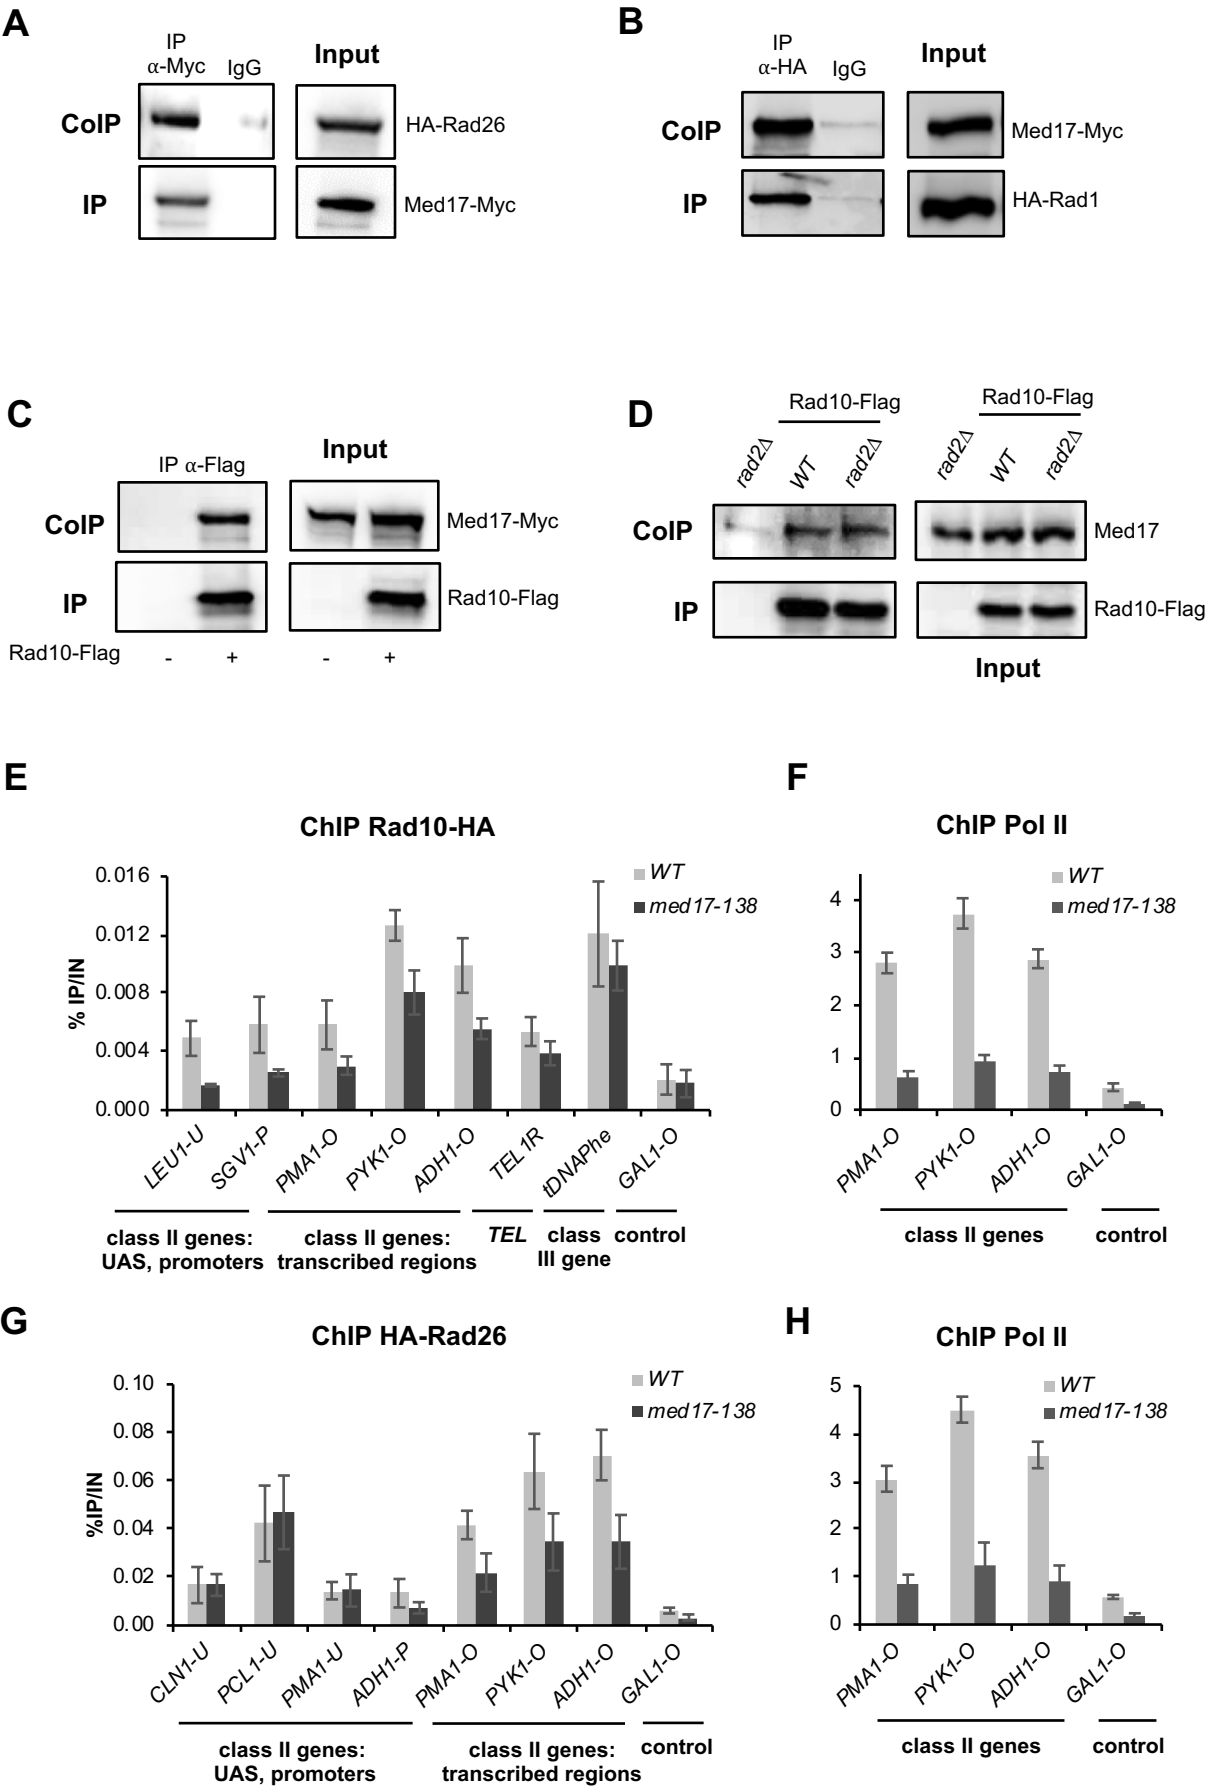 A
IP
α-Myc
IgG
Input
CoIP
HA-Rad26
IP
Med17-Myc
B
IP
α-HA
IgG
Input
CoIP
Med17-Myc
IP
HA-Rad1
C
IP α-Flag
Input
CoIP
Med17-Myc
IP
Rad10-Flag
Rad10-Flag - + - +
D
Rad10-Flag
Rad10-Flag
rad2Δ WT rad2Δ
rad2Δ WT rad2Δ
CoIP
Med17
IP
Rad10-Flag
Input
E
ChIP Rad10-HA
WT
med17-138
% IP/IN
0.016
0.012
0.008
0.004
0.000
LEU1-U
SGV1-P
PMA1-O
PYK1-O
ADH1-O
TEL1R
tDNAPhe
GAL1-O
class II genes:
UAS, promoters
class II genes:
transcribed regions
TEL
class
III gene
control
F
ChIP Pol II
WT
med17-138
4
3
2
1
0
PMA1-O
PYK1-O
ADH1-O
GAL1-O
class II genes
control
G
ChIP HA-Rad26
WT
med17-138
%IP/IN
0.10
0.08
0.06
0.04
0.02
0.00
CLN1-U
PCL1-U
PMA1-U
ADH1-P
PMA1-O
PYK1-O
ADH1-O
GAL1-O
class II genes:
UAS, promoters
class II genes:
transcribed regions
control
H
ChIP Pol II
WT
med17-138
5
4
3
2
1
0
PMA1-O
PYK1-O
ADH1-O
GAL1-O
class II genes
control